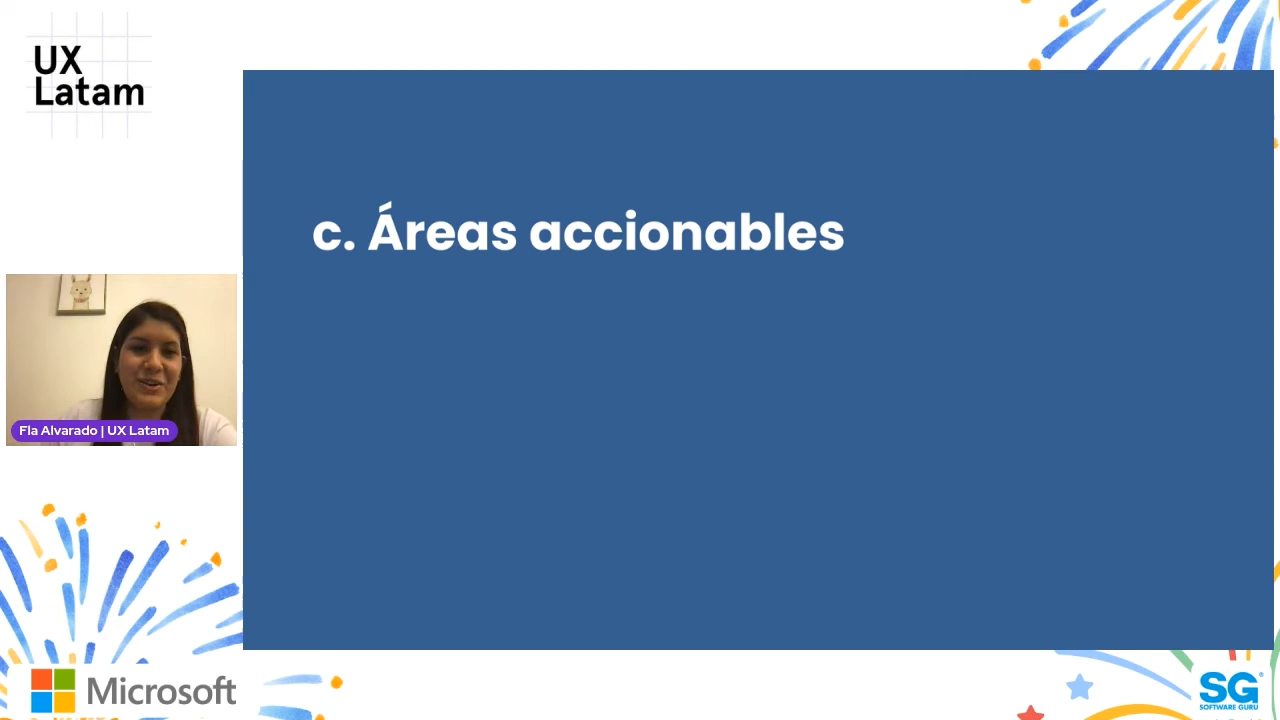 UX
Latam
c. Áreas accionables
Fla Alvarado | UX Latam
Microsoft
SG
SOFTWARE GURU